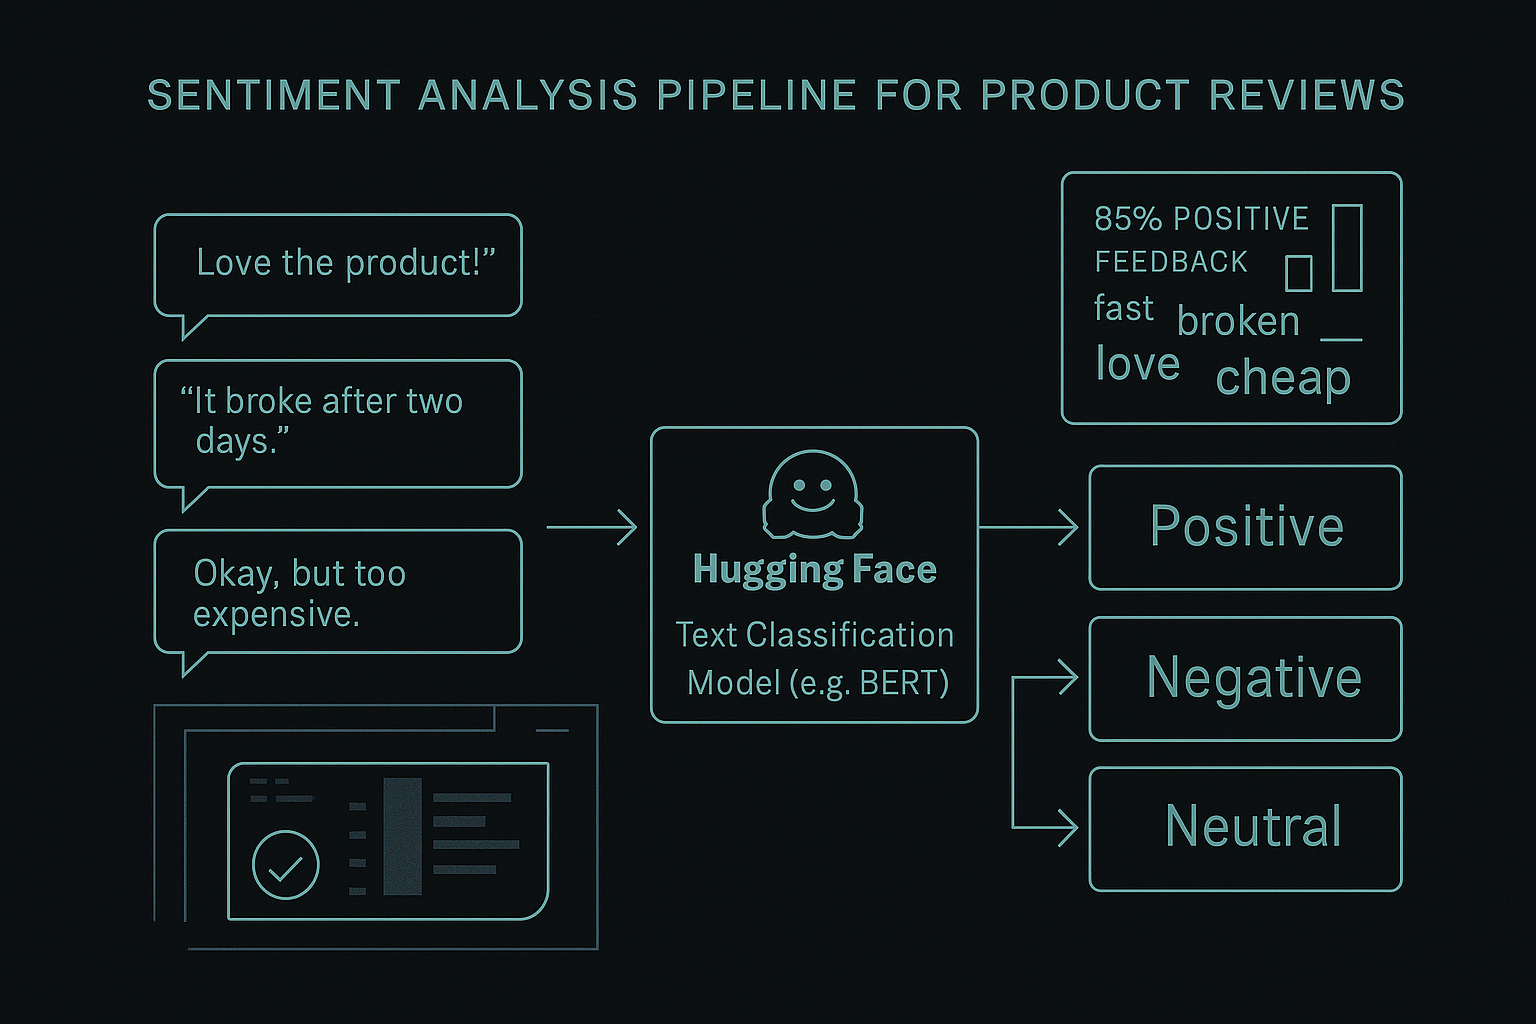 SENTIMENT ANALYSIS PIPELINE FOR PRODUCT REVIEWS
Love the product!”
“It broke after two
days.”
Okay, but too
expensive.
Hugging Face
Text Classification
Model (e.g. BERT)
85% POSITIVE
FEEDBACK
fast broken
love cheap
Positive
Negative
Neutral